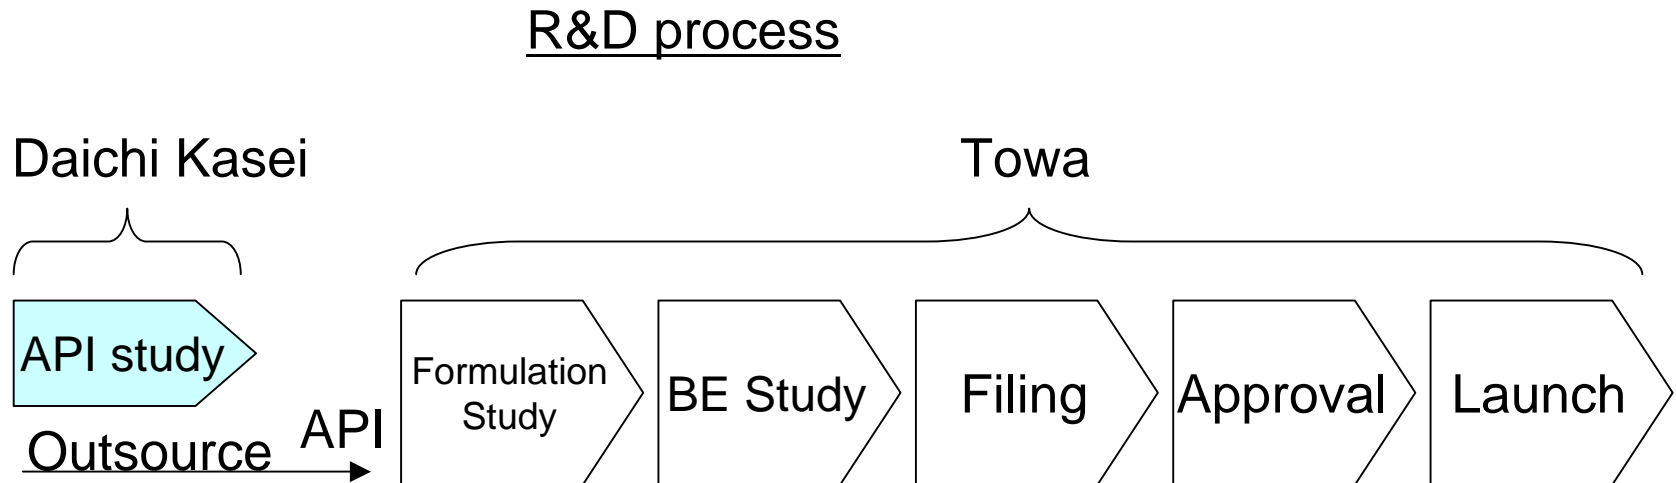 R&D process
Daichi Kasei
Towa
API study
Formulation
Study
BE Study
Filing
Approval
Launch
API
Outsource